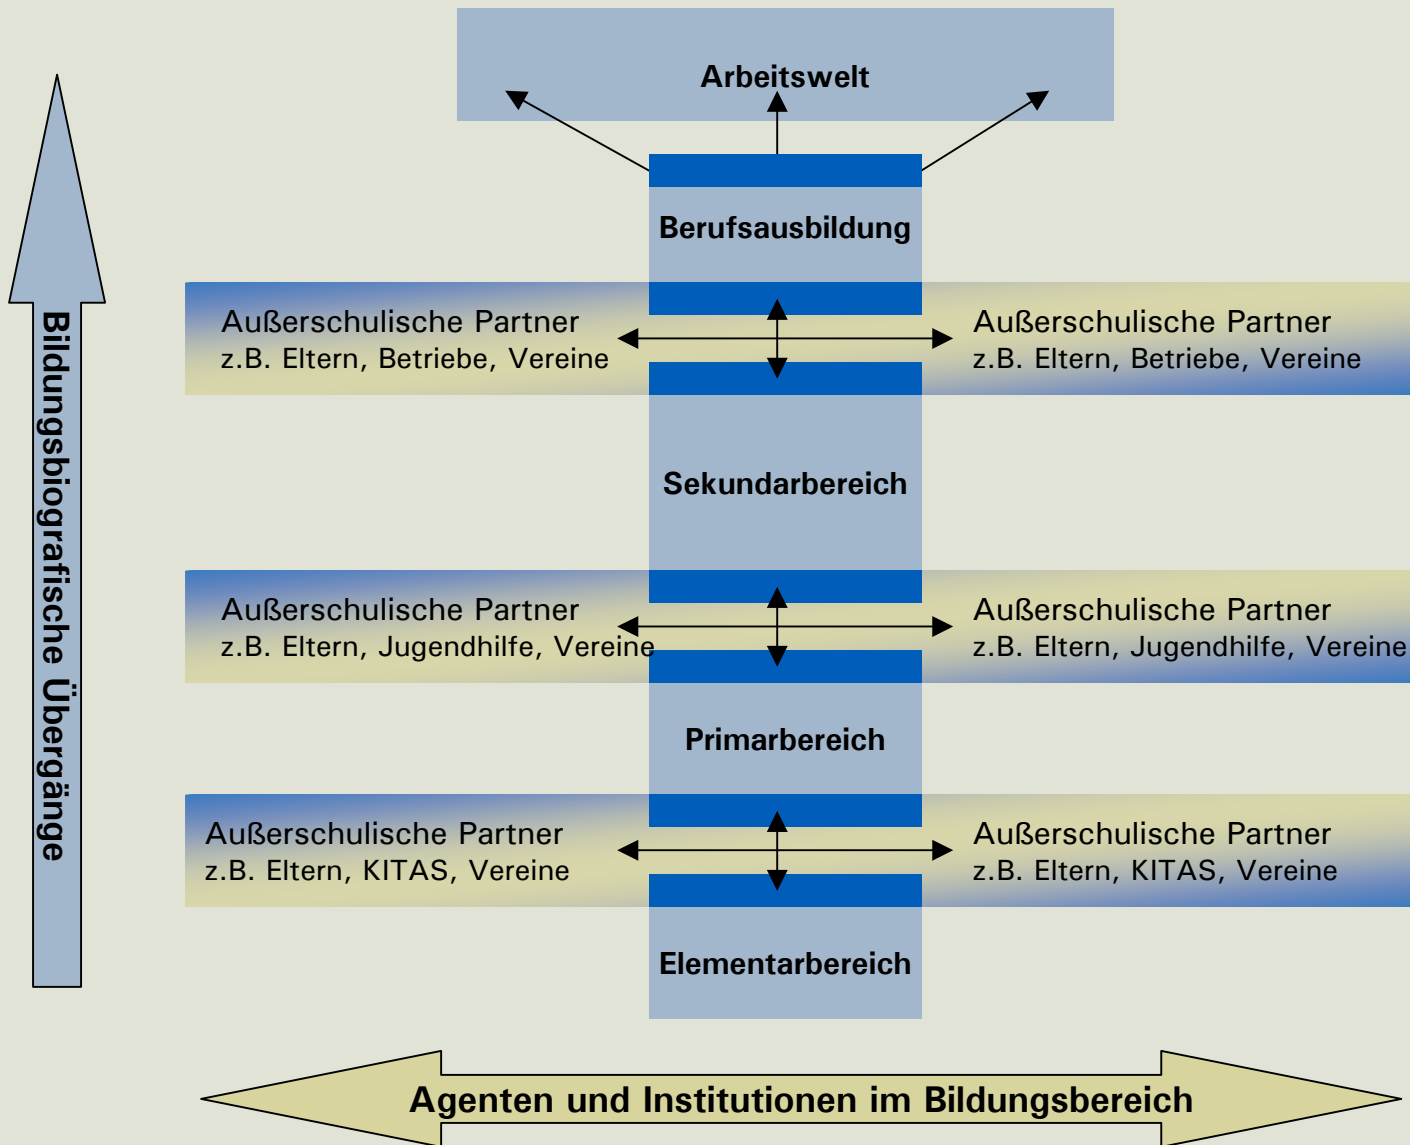 Arbeitswelt
Berufsausbildung
Außerschulische Partner
z.B. Eltern, Betriebe, Vereine
Außerschulische Partner
z.B. Eltern, Betriebe, Vereine
Sekundarbereich
Außerschulische Partner
z.B. Eltern, Jugendhilfe, Vereine
Außerschulische Partner
z.B. Eltern, Jugendhilfe, Vereine
Primarbereich
Außerschulische Partner
z.B. Eltern, KITAS, Vereine
Außerschulische Partner
z.B. Eltern, KITAS, Vereine
Elementarbereich
Bildungsbiografische Übergänge
Agenten und Institutionen im Bildungsbereich